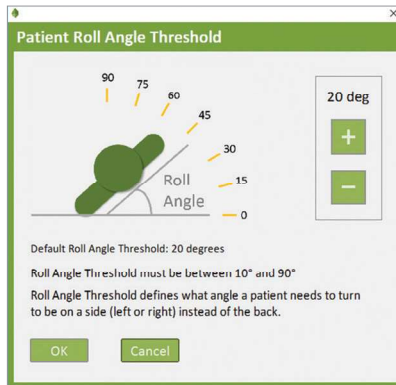 Patient Roll Angle Threshold
90
75
60
45
30
15
0
Roll
Angle
20 deg
+
−
Default Roll Angle Threshold: 20 degrees
Roll Angle Threshold must be between 10° and 90°
Roll Angle Threshold defines what angle a patient needs to turn
to be on a side (left or right) instead of the back.
OK
Cancel